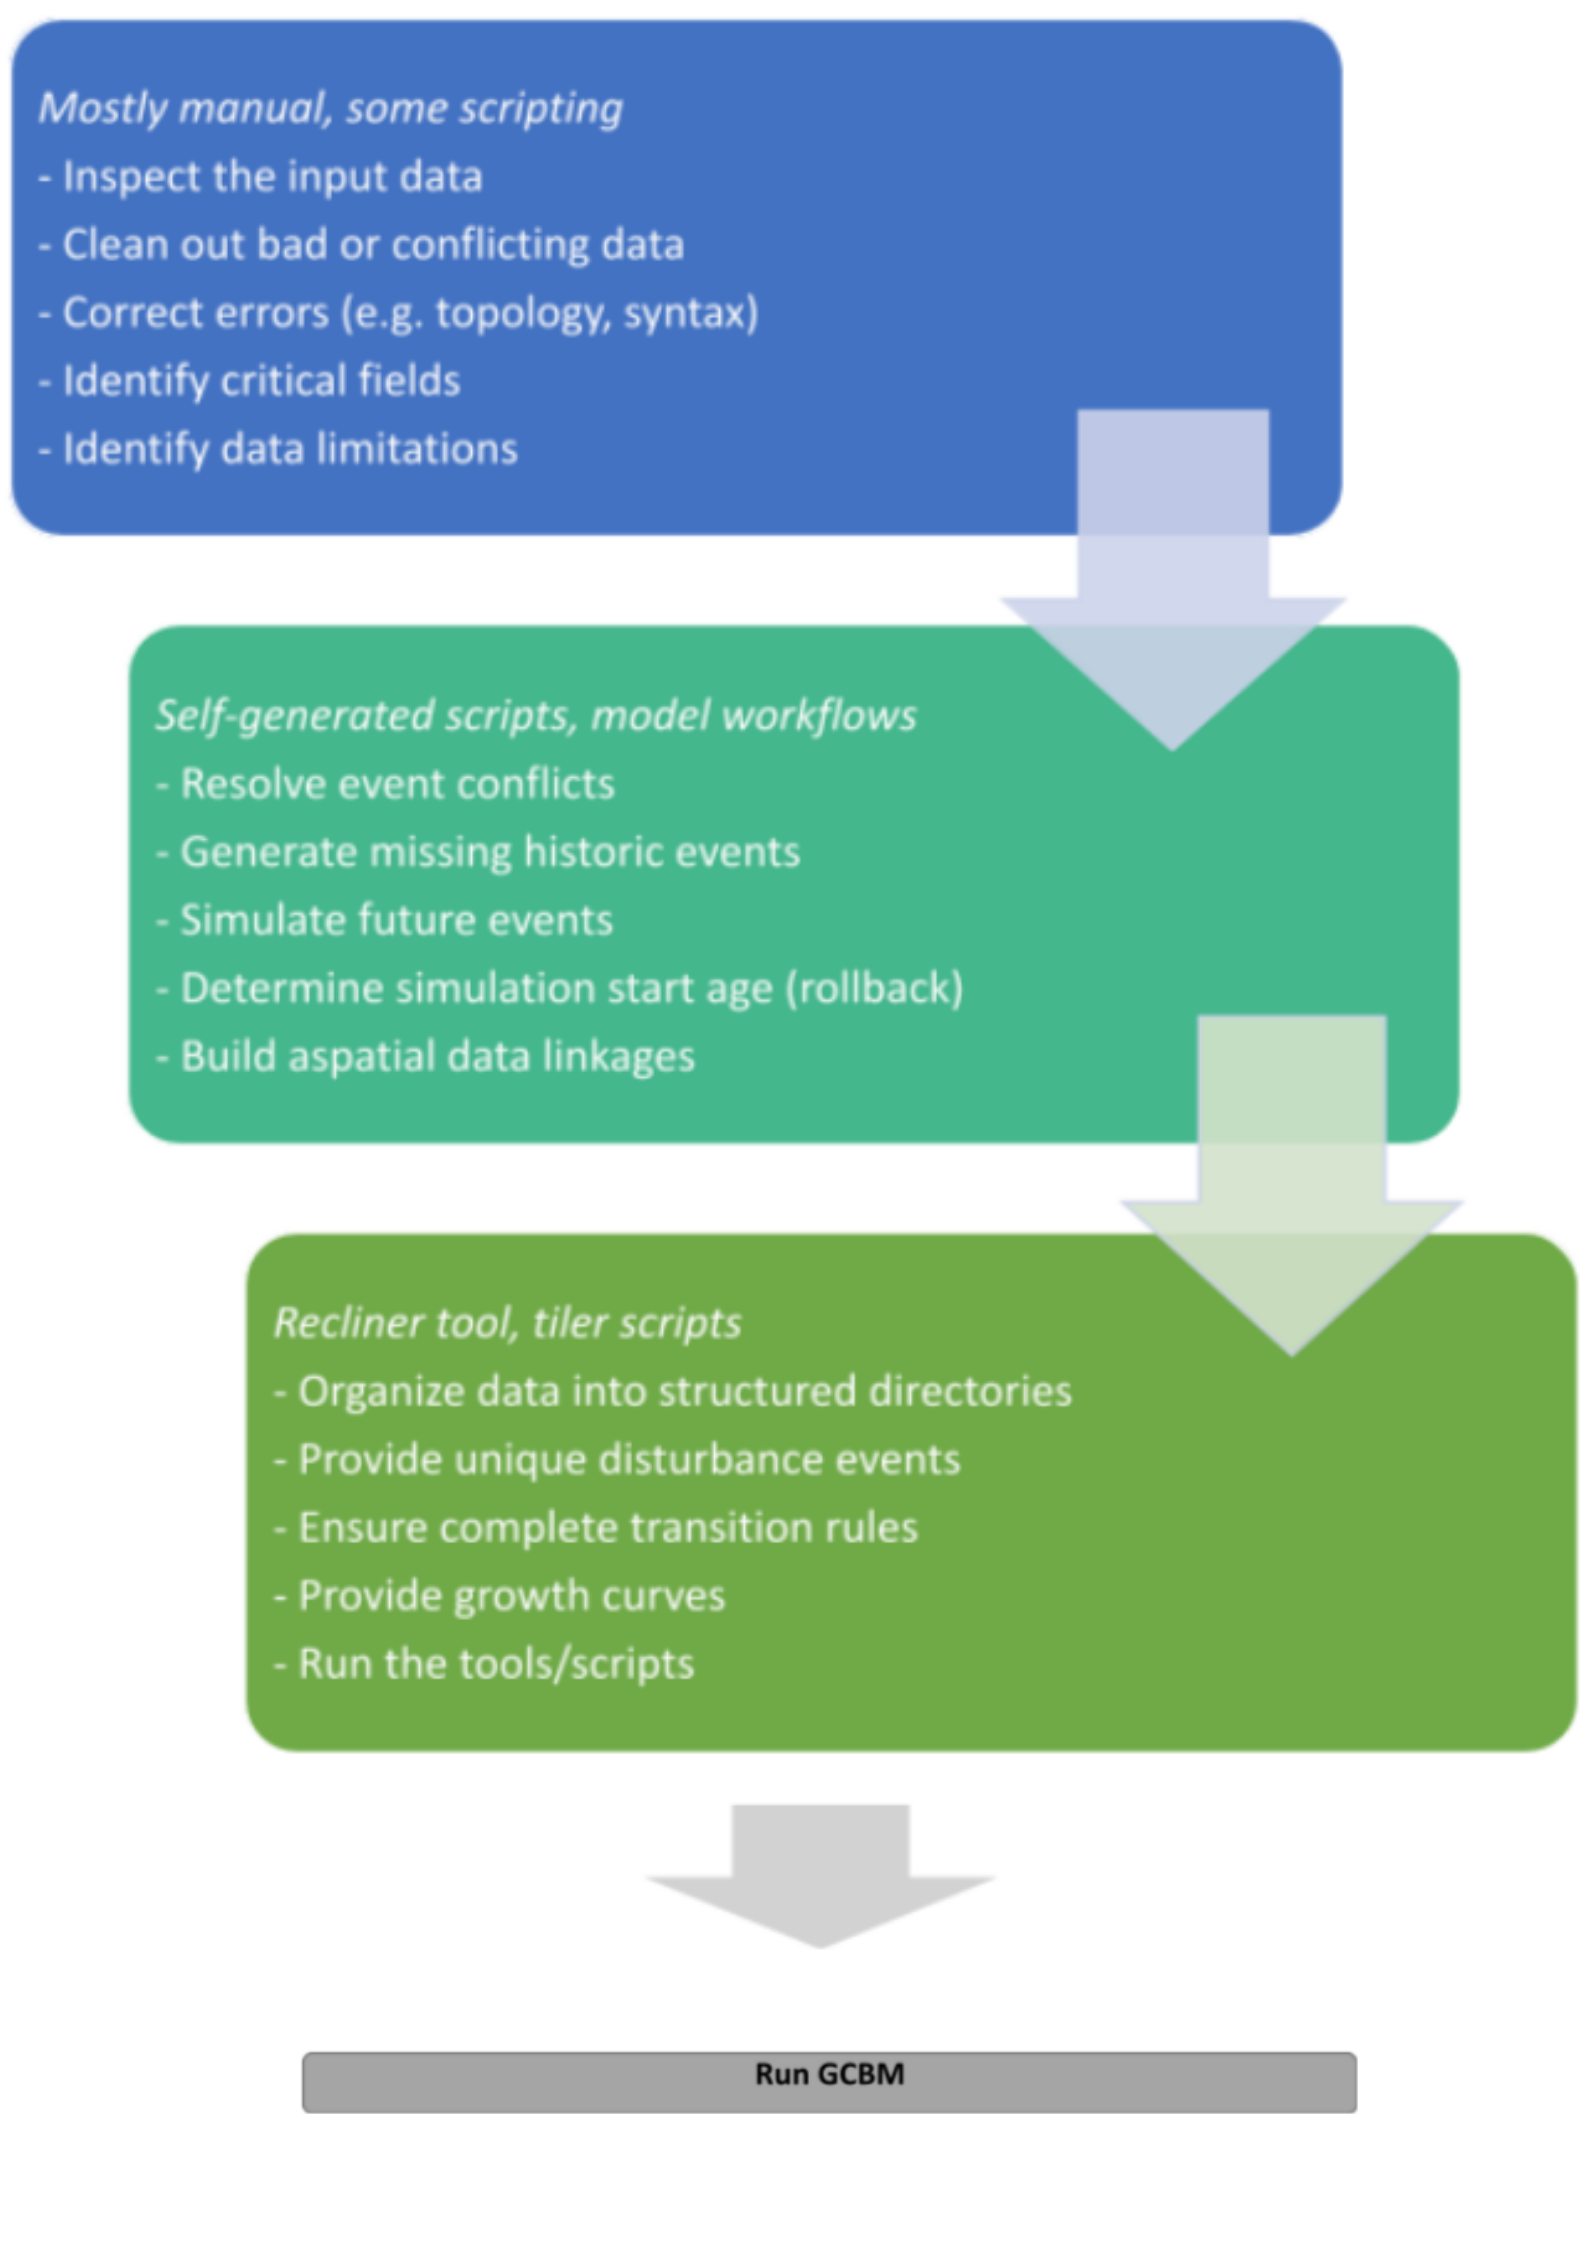 Mostly manual, some scripting
- Inspect the input data
- Clean out bad or conflicting data
- Correct errors (e.g. topology, syntax)
- Identify critical fields
- Identify data limitations
Self-generated scripts, model workflows
- Resolve event conflicts
- Generate missing historic events
- Simulate future events
- Determine simulation start age (rollback)
- Build aspatial data linkages
Recliner tool, tiler scripts
- Organize data into structured directories
- Provide unique disturbance events
- Ensure complete transition rules
- Provide growth curves
- Run the tools/scripts
Run GCBM